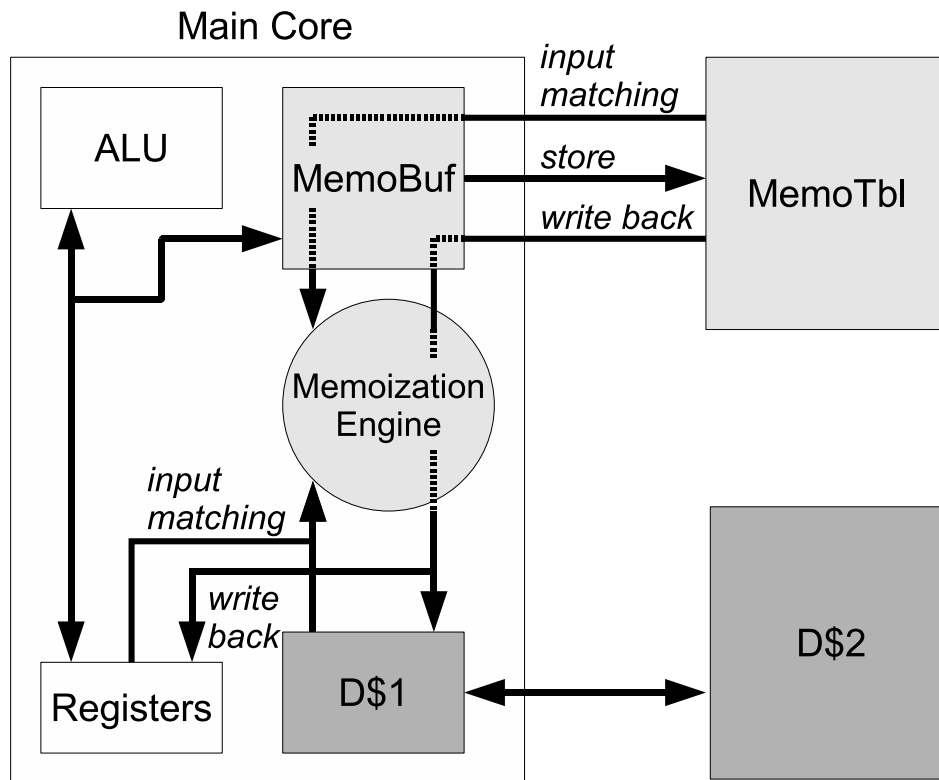 Main Core
input
matching
ALU
MemoBuf
store
MemoTbl
write back
Memoization
Engine
input
matching
write
back
D$2
Registers
D$1